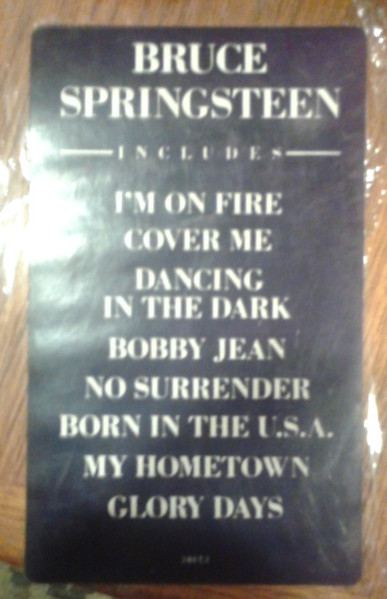 BRUCE
SPRINGSTEEN
INCLUDES
I'M ON FIRE
COVER ME
DANCING
IN THE DARK
BOBBY JEAN
NO SURRENDER
BORN IN THE U.S.A.
MY HOMETOWN
GLORY DAYS